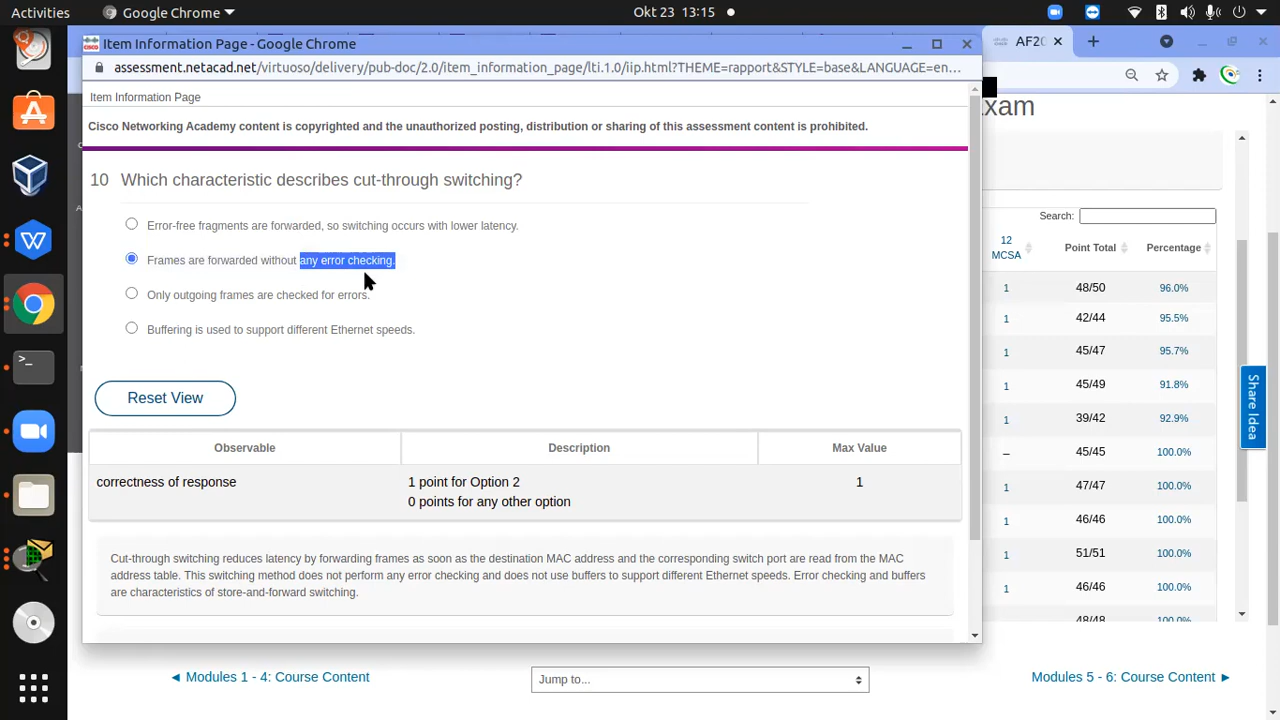 Activities
Google Chrome
Okt 23 13:15
Item Information Page - Google Chrome
AF20
assessment.netacad.net/virtuoso/delivery/pub-doc/2.0/item_information_page/lti.1.0/iip.html?THEME=rapport&STYLE=base&LANGUAGE=en...
Item Information Page
Cisco Networking Academy content is copyrighted and the unauthorized posting, distribution or sharing of this assessment content is prohibited.
10 Which characteristic describes cut-through switching?
Error-free fragments are forwarded, so switching occurs with lower latency.
Frames are forwarded without any error checking.
Only outgoing frames are checked for errors.
Buffering is used to support different Ethernet speeds.
Reset View
Observable Description Max Value
correctness of response 1 point for Option 2 1
0 points for any other option
Cut-through switching reduces latency by forwarding frames as soon as the destination MAC address and the corresponding switch port are read from the MAC
address table. This switching method does not perform any error checking and does not use buffers to support different Ethernet speeds. Error checking and buffers
are characteristics of store-and-forward switching.
Exam
Search:
12
MCSA
Point Total
Percentage
1 48/50 96.0%
1 42/44 95.5%
1 45/47 95.7%
1 45/49 91.8%
1 39/42 92.9%
– 45/45 100.0%
1 47/47 100.0%
1 46/46 100.0%
1 51/51 100.0%
1 46/46 100.0%
48/48 100.0%
Share Idea
◄ Modules 1 - 4: Course Content
Jump to...
Modules 5 - 6: Course Content ►